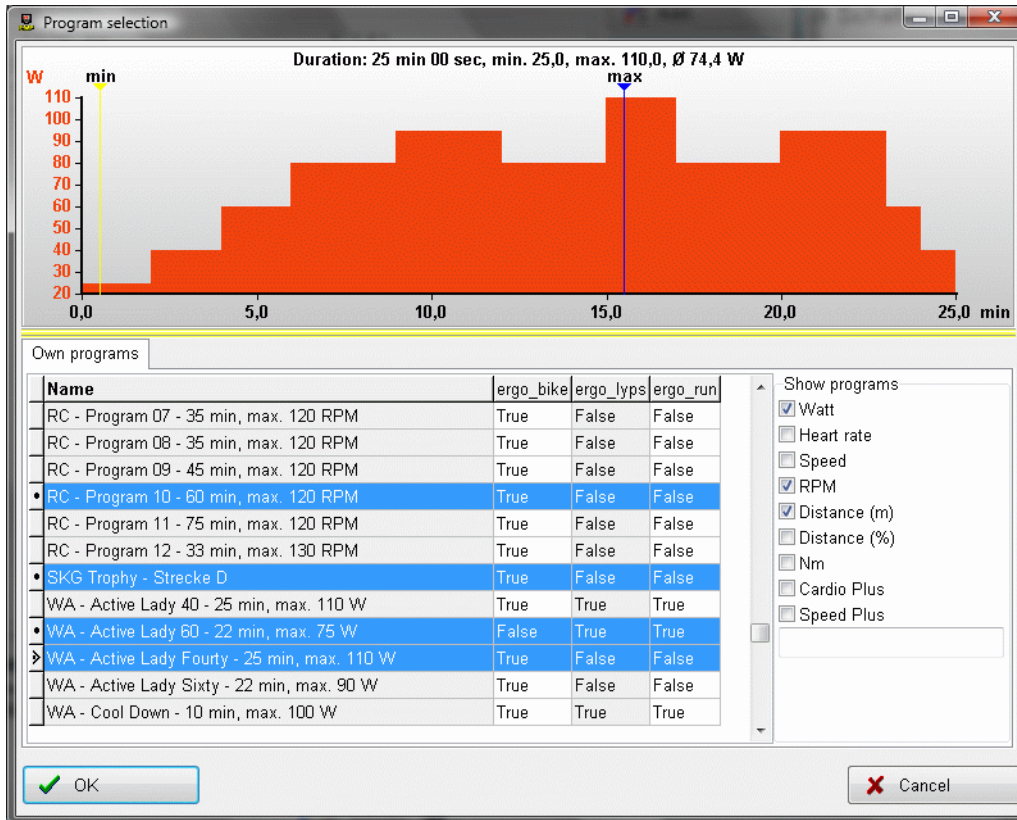 Program selection
Duration: 25 min 00 sec, min. 25,0, max. 110,0, Ø 74,4 W
W min max
110
100
90
80
70
60
50
40
30
20
0,0 5,0 10,0 15,0 20,0 25,0 min
Own programs
Name ergo_bike ergo_lyps ergo_run
RC - Program 07 - 35 min, max. 120 RPM True False False
RC - Program 08 - 35 min, max. 120 RPM True False False
RC - Program 09 - 45 min, max. 120 RPM True False False
RC - Program 10 - 60 min, max. 120 RPM True False False
RC - Program 11 - 75 min, max. 120 RPM True False False
RC - Program 12 - 33 min, max. 130 RPM True False False
SKG Trophy - Strecke D True False False
WA - Active Lady 40 - 25 min, max. 110 W True True True
WA - Active Lady 60 - 22 min, max. 75 W False True True
WA - Active Lady Fourty - 25 min, max. 110 W True False False
WA - Active Lady Sixty - 22 min, max. 90 W True False False
WA - Cool Down - 10 min, max. 100 W True True True
Show programs
Watt
Heart rate
Speed
RPM
Distance (m)
Distance (%)
Nm
Cardio Plus
Speed Plus
OK
Cancel